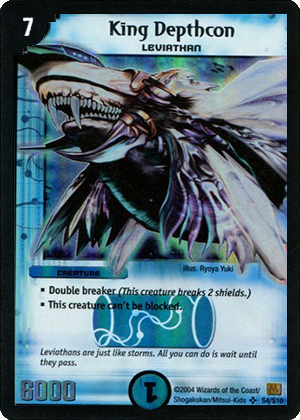 7
King Depthcon
LEVIATHAN
illus. Ryoya Yuki
CREATURE
▪ Double breaker (This creature breaks 2 shields.)
▪ This creature can't be blocked.
Leviathans are just like storms. All you can do is wait until
they pass.
6000
1
©2004 Wizards of the Coast/
Shogakukan/Mitsui-Kids S4/S10